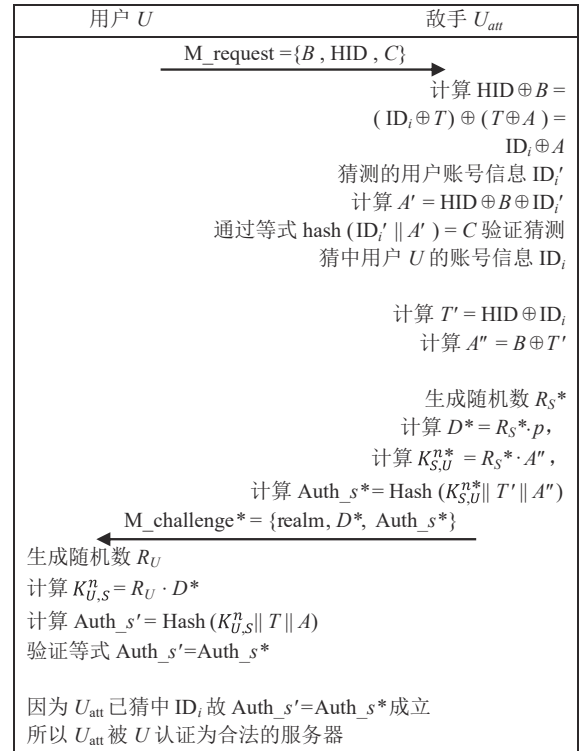 用户 U 敌手 U_att
M_request ={B , HID , C}
计算 HID⊕B =
( ID_i⊕T) ⊕ (T⊕A ) =
ID_i⊕A
猜测的用户账号信息 ID_i′
计算 A′ = HID⊕B⊕ID_i′
通过等式 hash ( ID_i′ || A′ ) = C 验证猜测
猜中用户 U 的账号信息 ID_i
计算 T′ = HID⊕ID_i
计算 A″ = B⊕T′
生成随机数 R_S*
计算 D* = R_S*·p，
计算 K_{S,U}^{n*} = R_S* · A″，
计算 Auth_s* = Hash (K_{S,U}^{n*}|| T′ || A″)
M_challenge* = {realm, D*, Auth_s*}
生成随机数 R_U
计算 K_{U,S}^{n} = R_U · D*
计算 Auth_s′ = Hash (K_{U,S}^{n}|| T || A)
验证等式 Auth_s′=Auth_s*
因为 U_att 已猜中 ID_i 故 Auth_s′=Auth_s* 成立
所以 U_att 被 U 认证为合法的服务器